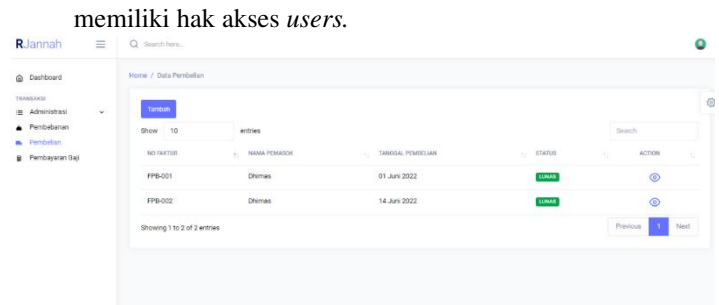 memiliki hak akses users.
RJannah
Search here...
Home / Data Pembelian
Dashboard
TRANSAKSI
Administrasi
Pembebanan
Pembelian
Pembayaran Gaji
Tambah
Show 10 entries
Search
NO FAKTUR NAMA PEMASOK TANGGAL PEMBELIAN STATUS ACTION
FPB-001 Dhimas 01 Juni 2022 LUNAS
FPB-002 Dhimas 14 Juni 2022 LUNAS
Showing 1 to 2 of 2 entries
Previous 1 Next